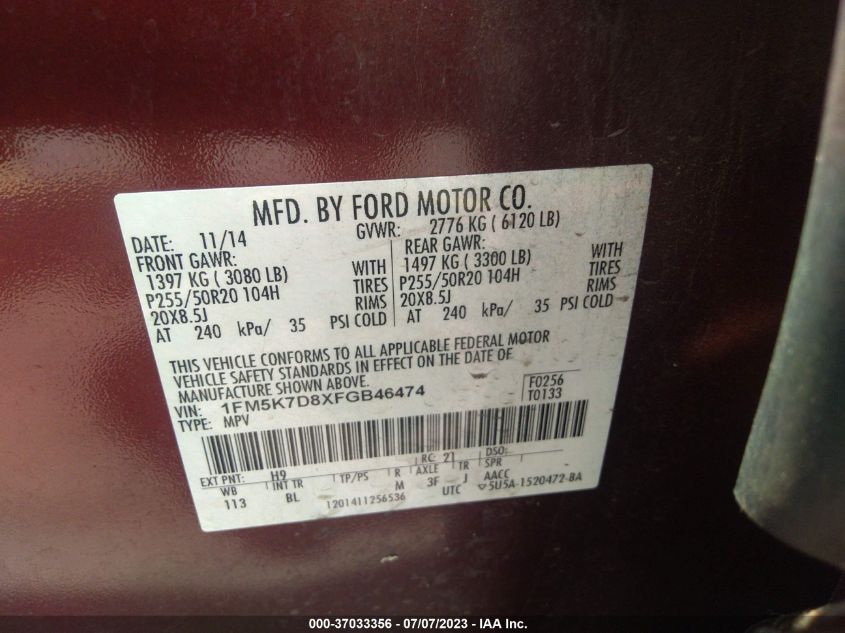 MFD. BY FORD MOTOR CO.
DATE: 11/14 GVWR: 2776 KG ( 6120 LB)
FRONT GAWR: REAR GAWR:
1397 KG ( 3080 LB) WITH 1497 KG ( 3300 LB) WITH
P255/50R20 104H TIRES P255/50R20 104H TIRES
20X8.5J RIMS 20X8.5J RIMS
AT 240 kPa/ 35 PSI COLD AT 240 kPa/ 35 PSI COLD
THIS VEHICLE CONFORMS TO ALL APPLICABLE FEDERAL MOTOR
VEHICLE SAFETY STANDARDS IN EFFECT ON THE DATE OF
MANUFACTURE SHOWN ABOVE.
VIN: 1FM5K7D8XFGB46474 F0256
TYPE: MPV T0133
EXT PNT: H9 RC: 21 DSO:
WB INT TR TP/PS R AXLE TR SPR
113 BL M 3F J AACC
1201411256536 UTC ▽5U5A-1520472-BA
000-37033356 / 07/07/2023 - IAA Inc.